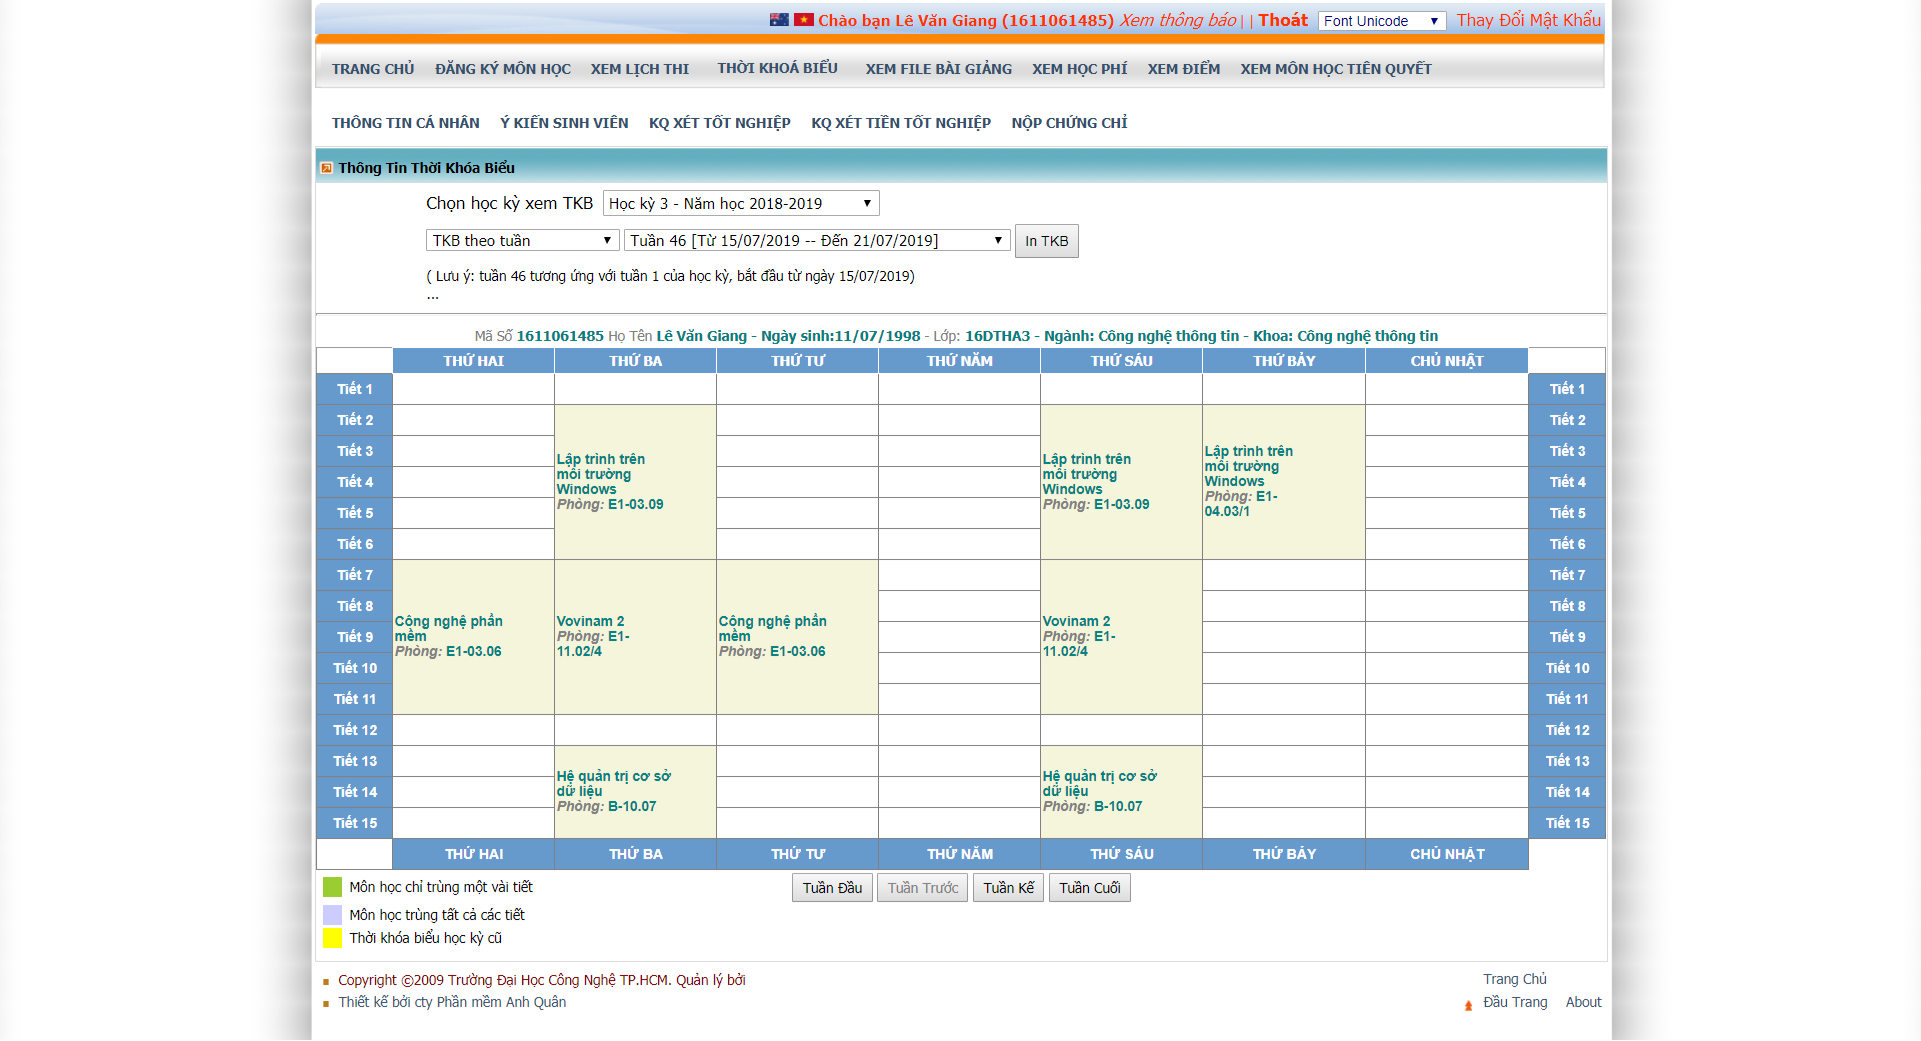 Chào bạn Lê Văn Giang (1611061485) Xem thông báo | | Thoát Font Unicode Thay Đổi Mật Khẩu
TRANG CHỦ ĐĂNG KÝ MÔN HỌC XEM LỊCH THI THỜI KHOÁ BIỂU XEM FILE BÀI GIẢNG XEM HỌC PHÍ XEM ĐIỂM XEM MÔN HỌC TIÊN QUYẾT
THÔNG TIN CÁ NHÂN Ý KIẾN SINH VIÊN KQ XÉT TỐT NGHIỆP KQ XÉT TIỀN TỐT NGHIỆP NỘP CHỨNG CHỈ
Thông Tin Thời Khóa Biểu
Chọn học kỳ xem TKB Học kỳ 3 - Năm học 2018-2019
TKB theo tuần Tuần 46 [Từ 15/07/2019 -- Đến 21/07/2019] In TKB
( Lưu ý: tuần 46 tương ứng với tuần 1 của học kỳ, bắt đầu từ ngày 15/07/2019)
...
Mã Số 1611061485 Họ Tên Lê Văn Giang - Ngày sinh:11/07/1998 - Lớp: 16DTHA3 - Ngành: Công nghệ thông tin - Khoa: Công nghệ thông tin
THỨ HAI THỨ BA THỨ TƯ THỨ NĂM THỨ SÁU THỨ BẢY CHỦ NHẬT
Tiết 1 Tiết 1
Tiết 2 Tiết 2
Tiết 3 Tiết 3
Tiết 4 Tiết 4
Tiết 5 Tiết 5
Tiết 6 Tiết 6
Lập trình trên
môi trường
Windows
Phòng: E1-03.09
Lập trình trên
môi trường
Windows
Phòng: E1-03.09
Lập trình trên
môi trường
Windows
Phòng: E1-
04.03/1
Tiết 7 Tiết 7
Tiết 8 Tiết 8
Tiết 9 Tiết 9
Tiết 10 Tiết 10
Tiết 11 Tiết 11
Công nghệ phần
mềm
Phòng: E1-03.06
Vovinam 2
Phòng: E1-
11.02/4
Công nghệ phần
mềm
Phòng: E1-03.06
Vovinam 2
Phòng: E1-
11.02/4
Tiết 12 Tiết 12
Tiết 13 Tiết 13
Tiết 14 Tiết 14
Tiết 15 Tiết 15
Hệ quản trị cơ sở
dữ liệu
Phòng: B-10.07
Hệ quản trị cơ sở
dữ liệu
Phòng: B-10.07
THỨ HAI THỨ BA THỨ TƯ THỨ NĂM THỨ SÁU THỨ BẢY CHỦ NHẬT
Môn học chỉ trùng một vài tiết
Môn học trùng tất cả các tiết
Thời khóa biểu học kỳ cũ
Tuần Đầu Tuần Trước Tuần Kế Tuần Cuối
Copyright ©2009 Trường Đại Học Công Nghệ TP.HCM. Quản lý bởi
Thiết kế bởi cty Phần mềm Anh Quân
Trang Chủ
Đầu Trang About